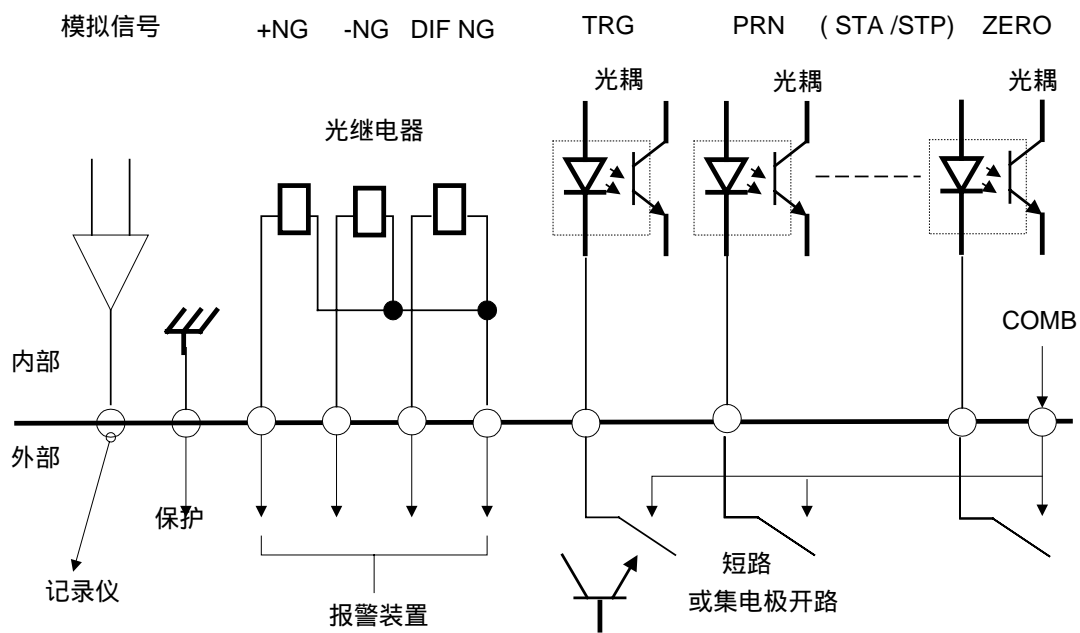 模拟信号 +NG -NG DIF NG TRG PRN ( STA /STP) ZERO
光耦 光耦 光耦
光继电器
COMB
内部
外部
保护
记录仪
报警装置
短路
或集电极开路